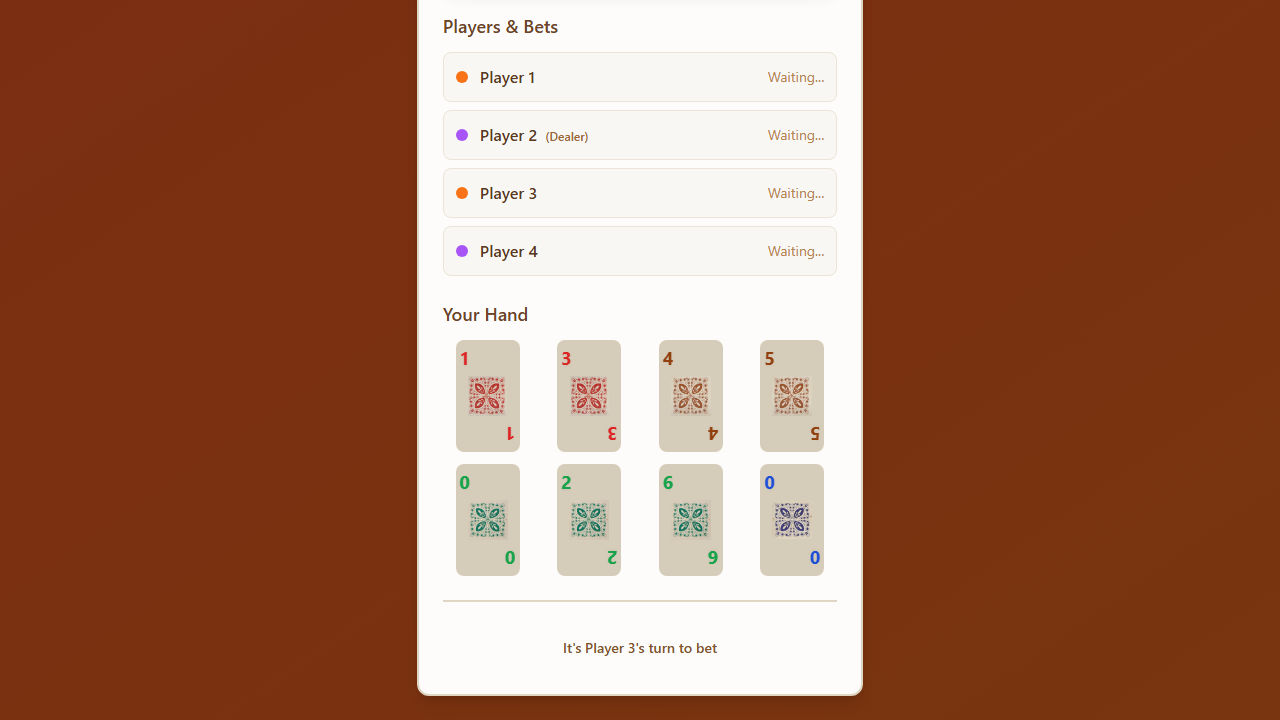 Players & Bets
Player 1 Waiting...
Player 2 (Dealer) Waiting...
Player 3 Waiting...
Player 4 Waiting...
Your Hand
1 3 4 5
1 3 4 5
0 2 6 0
0 2 6 0
It's Player 3's turn to bet